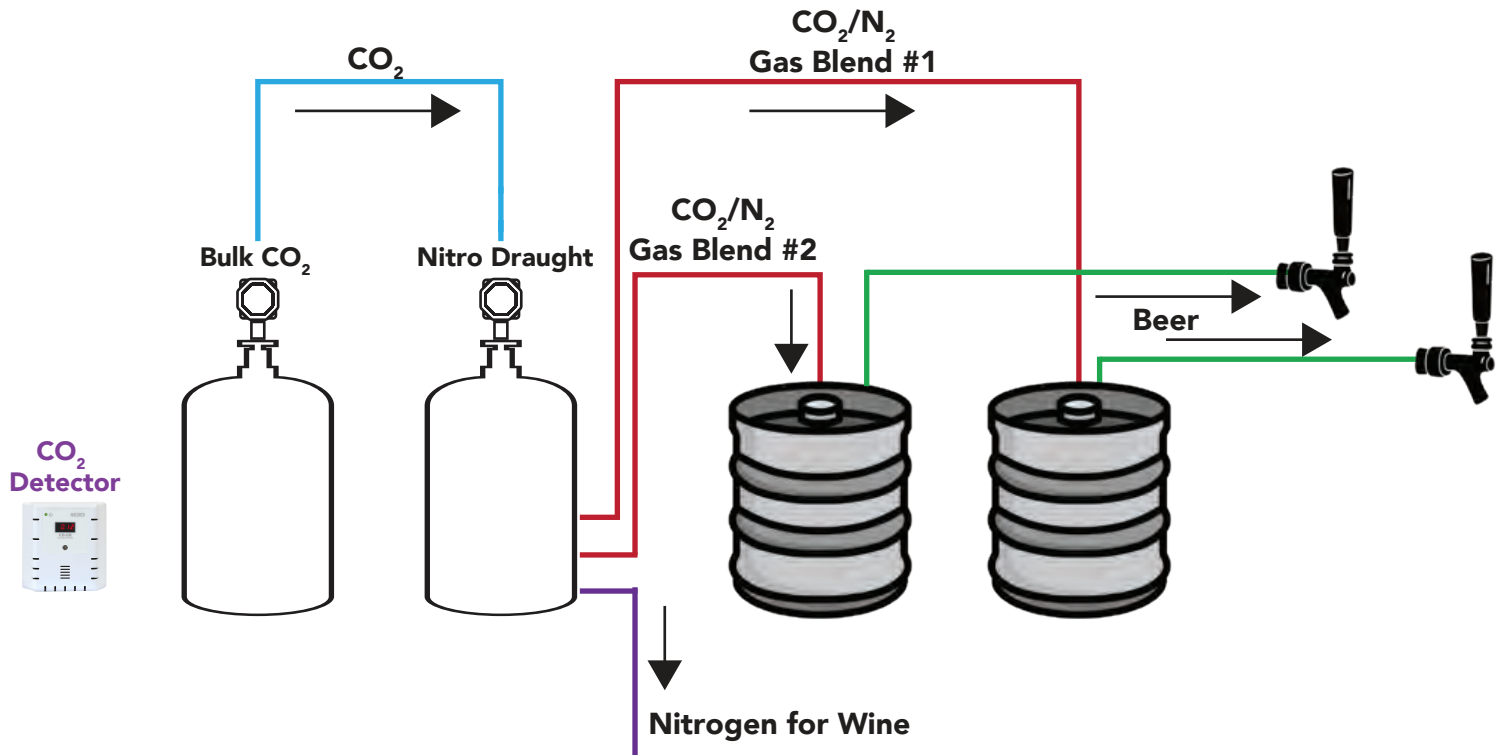 CO₂/N₂
Gas Blend #1
CO₂
CO₂/N₂
Gas Blend #2
Bulk CO₂
Nitro Draught
Beer
CO₂
Detector
Nitrogen for Wine